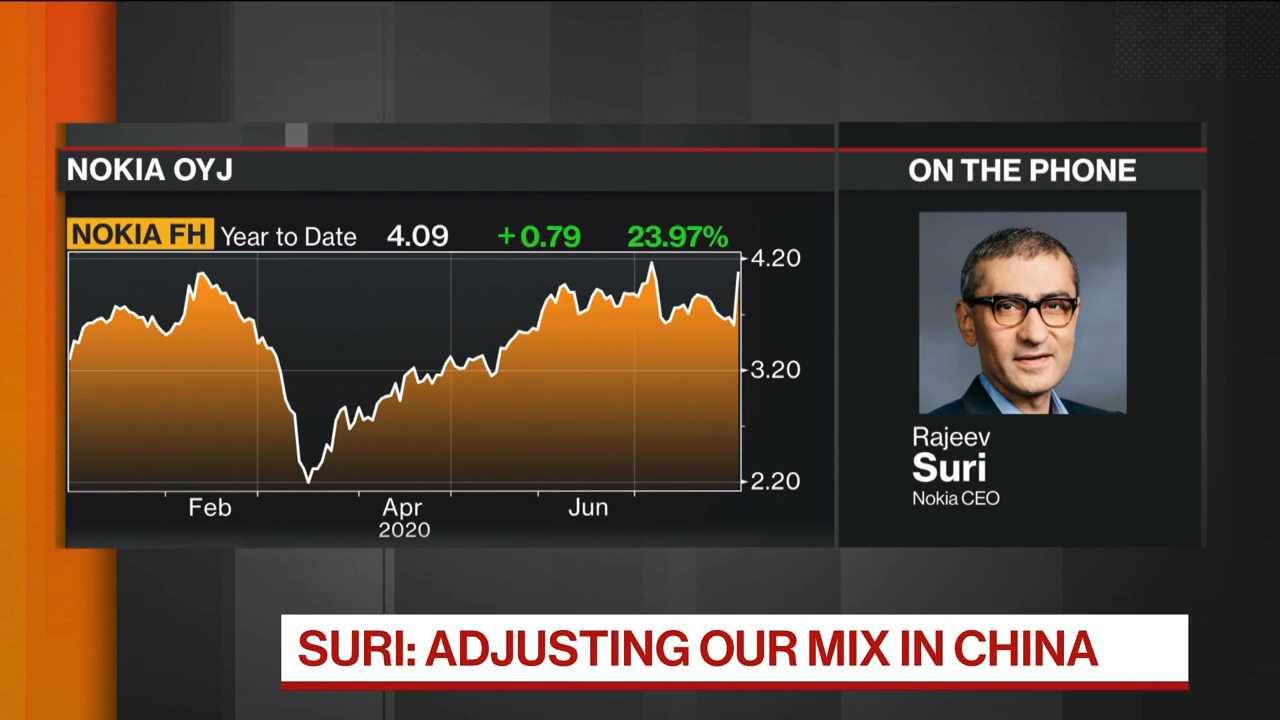 NOKIA OYJ
NOKIA FH Year to Date 4.09 +0.79 23.97%
4.20
3.20
2.20
Feb Apr Jun
2020
ON THE PHONE
Rajeev
Suri
Nokia CEO
SURI: ADJUSTING OUR MIX IN CHINA